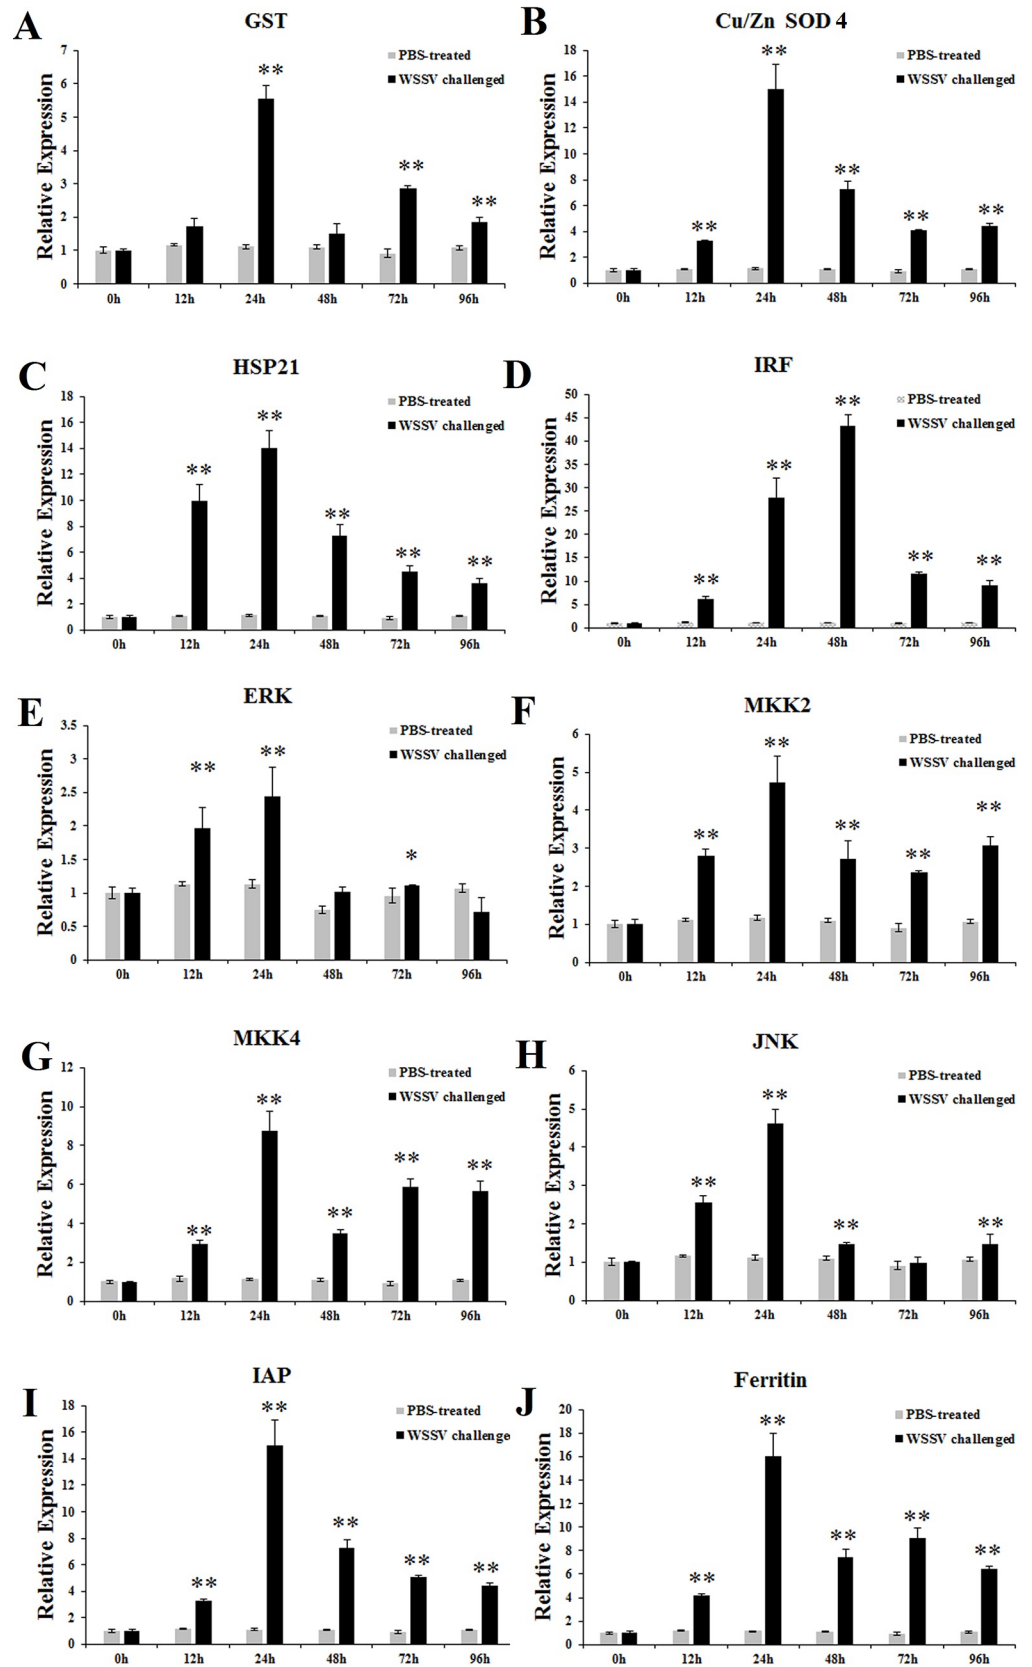 A
GST
Relative Expression
7
6
5
4
3
2
1
0
PBS-treated
WSSV challenged
**
**
**
0h 12h 24h 48h 72h 96h
B
Cu/Zn SOD 4
Relative Expression
18
16
14
12
10
8
6
4
2
0
PBS-treated
WSSV challenged
**
**
**
**
**
0h 12h 24h 48h 72h 96h
C
HSP21
Relative Expression
18
16
14
12
10
8
6
4
2
0
PBS-treated
WSSV challenged
**
**
**
**
**
0h 12h 24h 48h 72h 96h
D
IRF
Relative Expression
50
45
40
35
30
25
20
15
10
5
0
PBS-treated
WSSV challenged
**
**
**
**
**
0h 12h 24h 48h 72h 96h
E
ERK
Relative Expression
3.5
3
2.5
2
1.5
1
0.5
0
PBS-treated
WSSV challenged
**
**
*
0h 12h 24h 48h 72h 96h
F
MKK2
Relative Expression
6
5
4
3
2
1
0
PBS-treated
WSSV challenged
**
**
**
**
**
0h 12h 24h 48h 72h 96h
G
MKK4
Relative Expression
12
10
8
6
4
2
0
PBS-treated
WSSV challenged
**
**
**
**
**
0h 12h 24h 48h 72h 96h
H
JNK
Relative Expression
6
5
4
3
2
1
0
PBS-treated
WSSV challenged
**
**
**
**
0h 12h 24h 48h 72h 96h
I
IAP
Relative Expression
18
16
14
12
10
8
6
4
2
0
PBS-treated
WSSV challenged
**
**
**
**
**
0h 12h 24h 48h 72h 96h
J
Ferritin
Relative Expression
20
18
16
14
12
10
8
6
4
2
0
PBS-treated
WSSV challenged
**
**
**
**
**
0h 12h 24h 48h 72h 96h